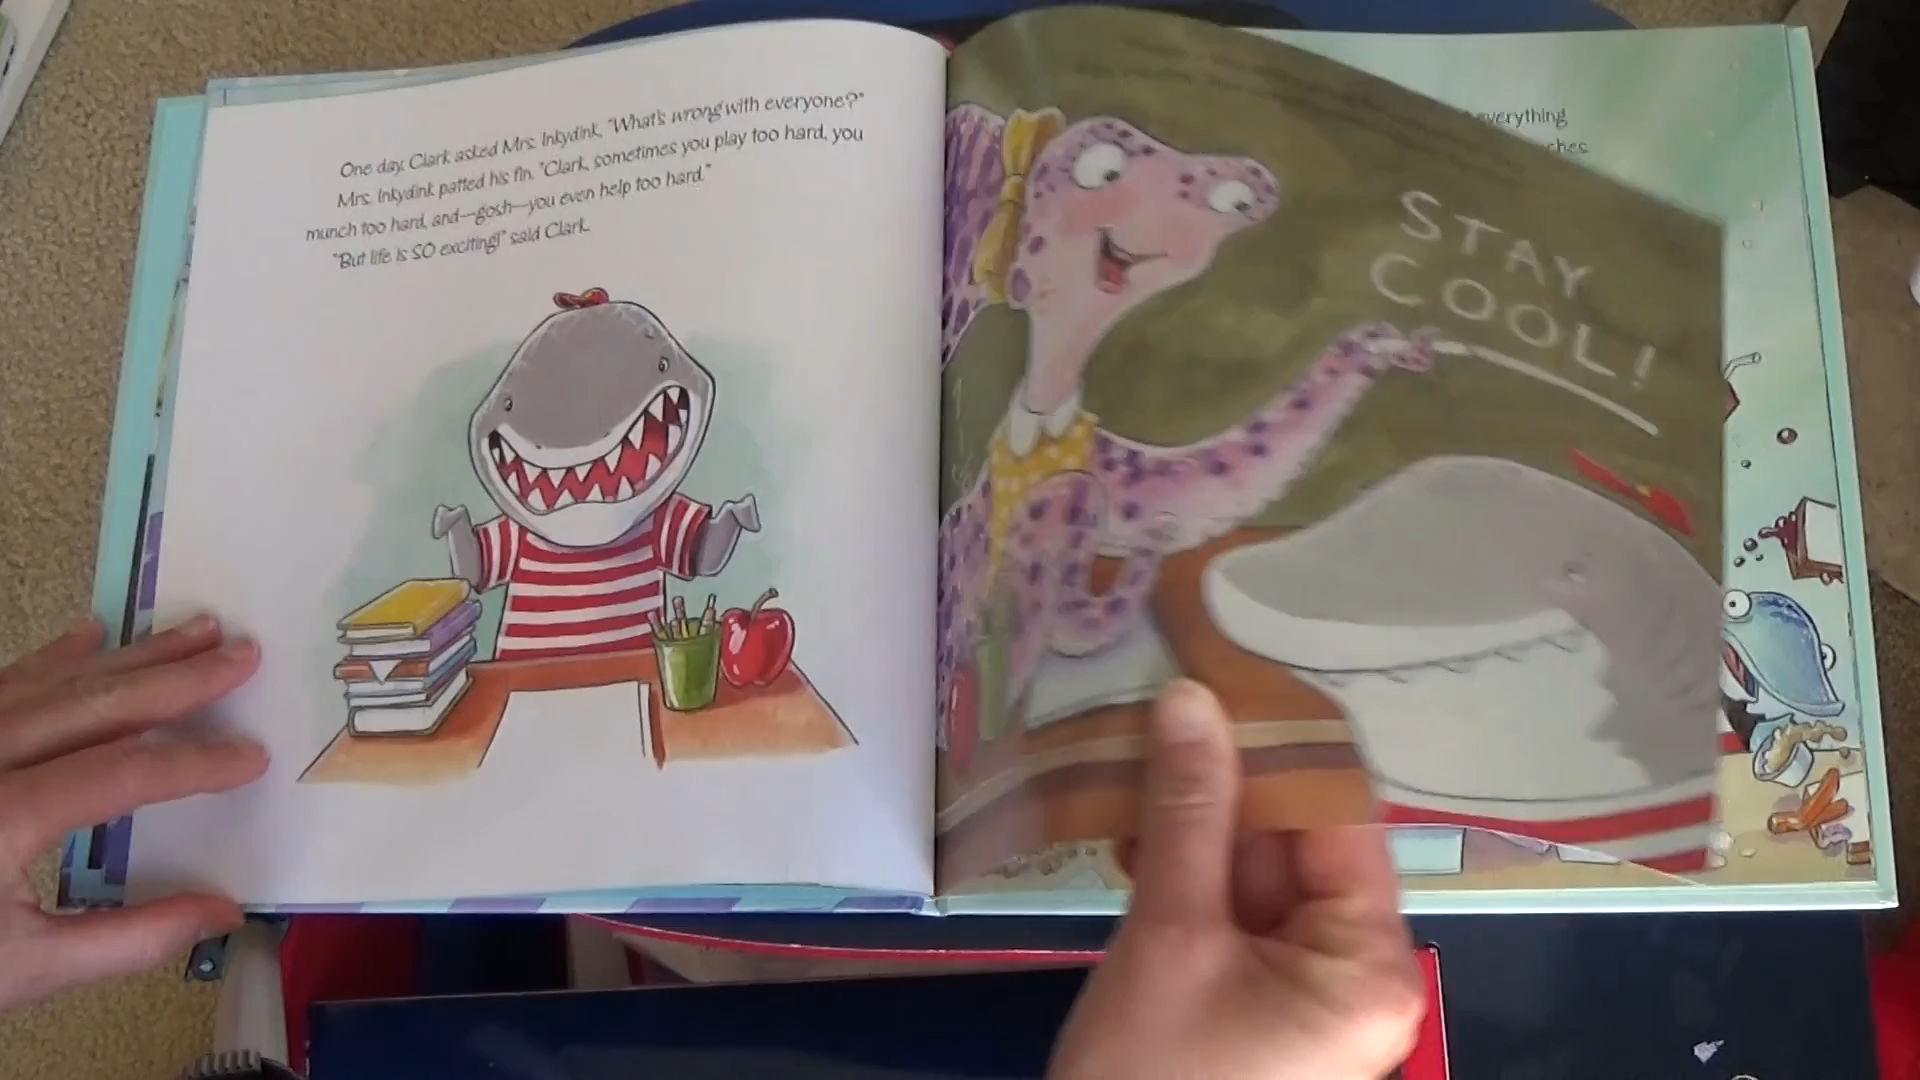 One day, Clark asked Mrs. Inkydink, "What's wrong with everyone?"
Mrs. Inkydink patted his fin. "Clark, sometimes you play too hard, you
munch too hard, and—gosh—you even help too hard."
"But life is SO exciting!" said Clark.
STAY
COOL!
everything